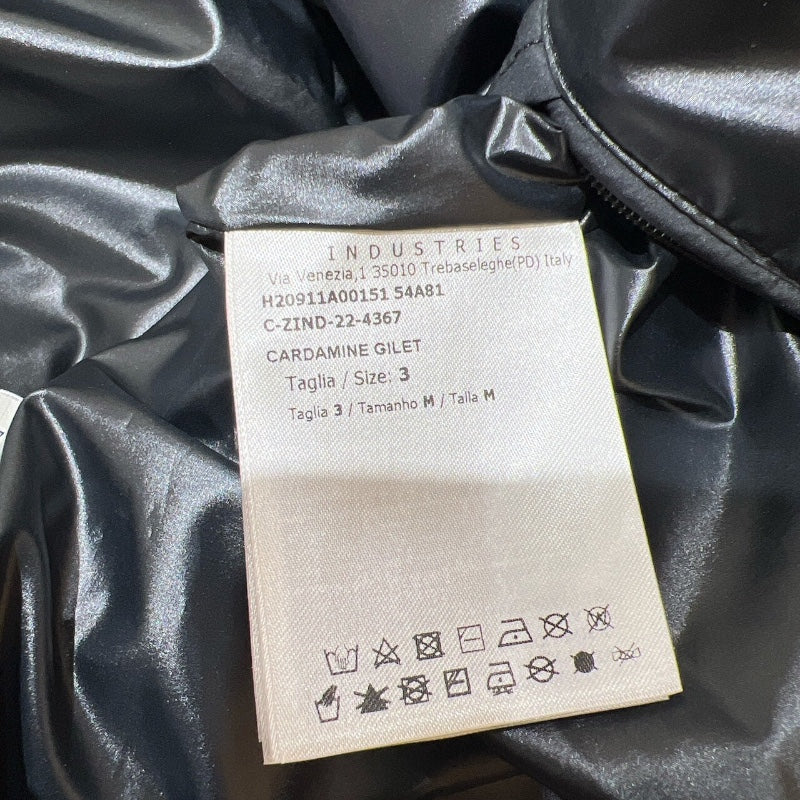 INDUSTRIES
Via Venezia,1 35010 Trebaseleghe(PD) Italy
H20911A00151 54A81
C-ZIND-22-4367
CARDAMINE GILET
Taglia / Size: 3
Taglia 3 / Tamanho M / Talla M